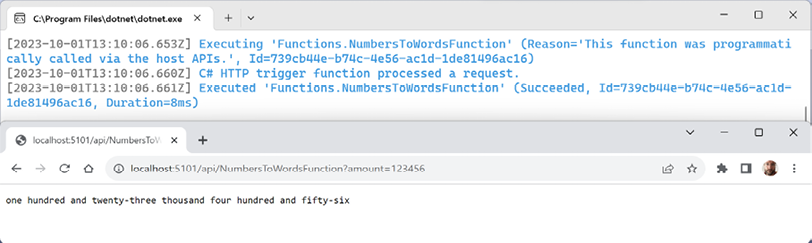 C:\Program Files\dotnet\dotnet.exe
[2023-10-01T13:10:06.653Z] Executing 'Functions.NumbersToWordsFunction' (Reason='This function was programmati
cally called via the host APIs.', Id=739cb44e-b74c-4e56-ac1d-1de81496ac16)
[2023-10-01T13:10:06.660Z] C# HTTP trigger function processed a request.
[2023-10-01T13:10:06.661Z] Executed 'Functions.NumbersToWordsFunction' (Succeeded, Id=739cb44e-b74c-4e56-ac1d-
1de81496ac16, Duration=8ms)
localhost:5101/api/NumbersToW
localhost:5101/api/NumbersToWordsFunction?amount=123456
one hundred and twenty-three thousand four hundred and fifty-six